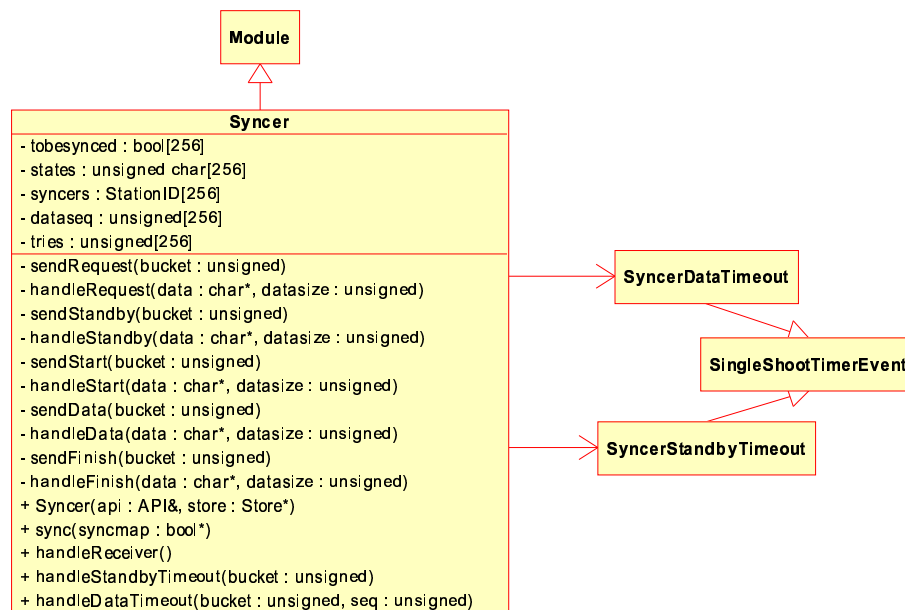 Module
Syncer
- tobesynced : bool[256]
- states : unsigned char[256]
- syncers : StationID[256]
- dataseq : unsigned[256]
- tries : unsigned[256]
- sendRequest(bucket : unsigned)
- handleRequest(data : char*, datasize : unsigned)
- sendStandby(bucket : unsigned)
- handleStandby(data : char*, datasize : unsigned)
- sendStart(bucket : unsigned)
- handleStart(data : char*, datasize : unsigned)
- sendData(bucket : unsigned)
- handleData(data : char*, datasize : unsigned)
- sendFinish(bucket : unsigned)
- handleFinish(data : char*, datasize : unsigned)
+ Syncer(api : API&, store : Store*)
+ sync(syncmap : bool*)
+ handleReceiver()
+ handleStandbyTimeout(bucket : unsigned)
+ handleDataTimeout(bucket : unsigned, seq : unsigned)
SyncerDataTimeout
SingleShootTimerEvent
SyncerStandbyTimeout